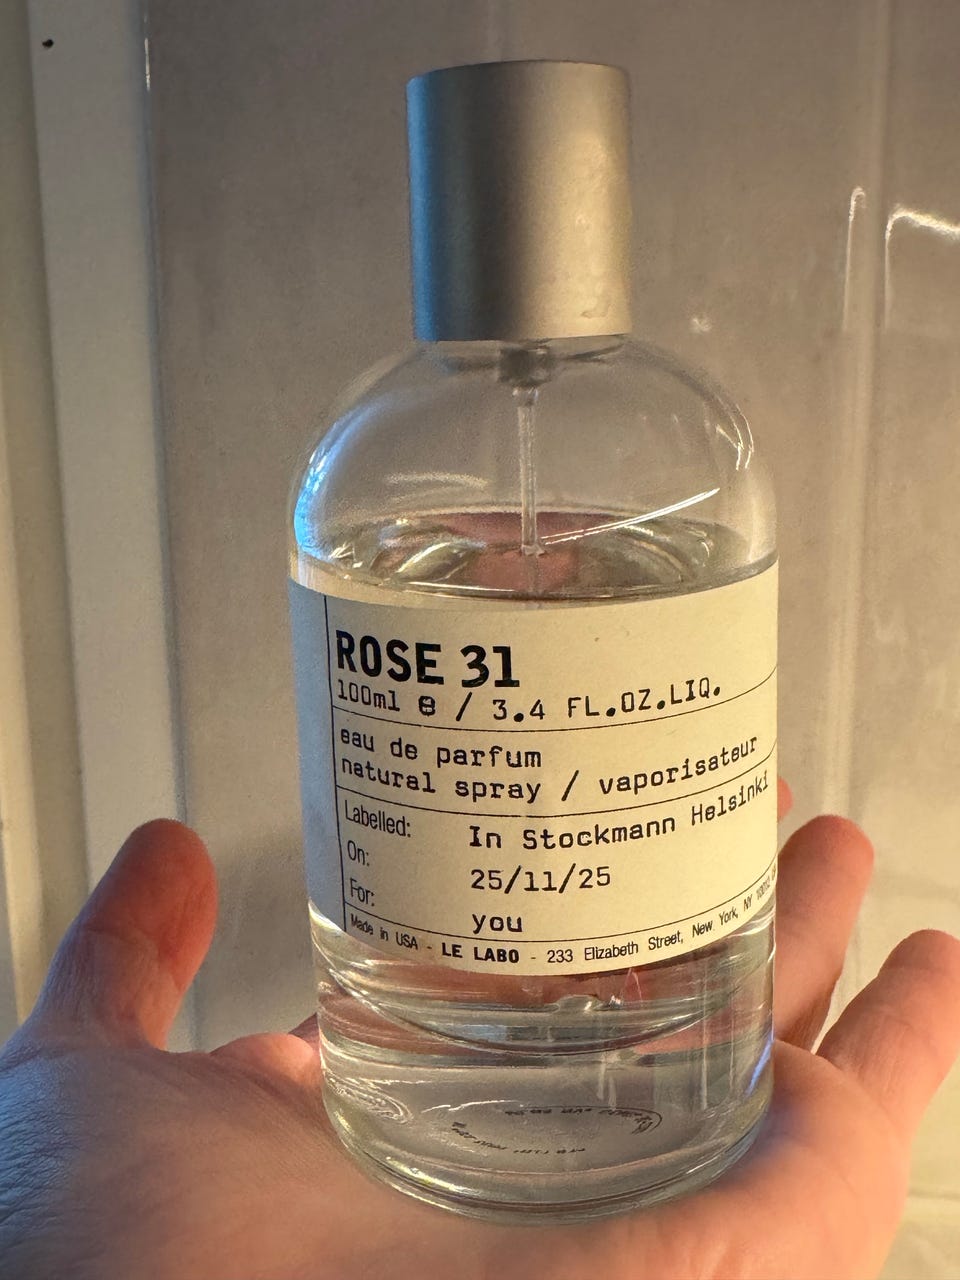 ROSE 31
100ml ℮ / 3.4 FL.OZ.LIQ.
eau de parfum
natural spray / vaporisateur
Labelled: In Stockmann Helsinki
On: 25/11/25
For: you
Made in USA - LE LABO - 233 Elizabeth Street, New York, NY 10012